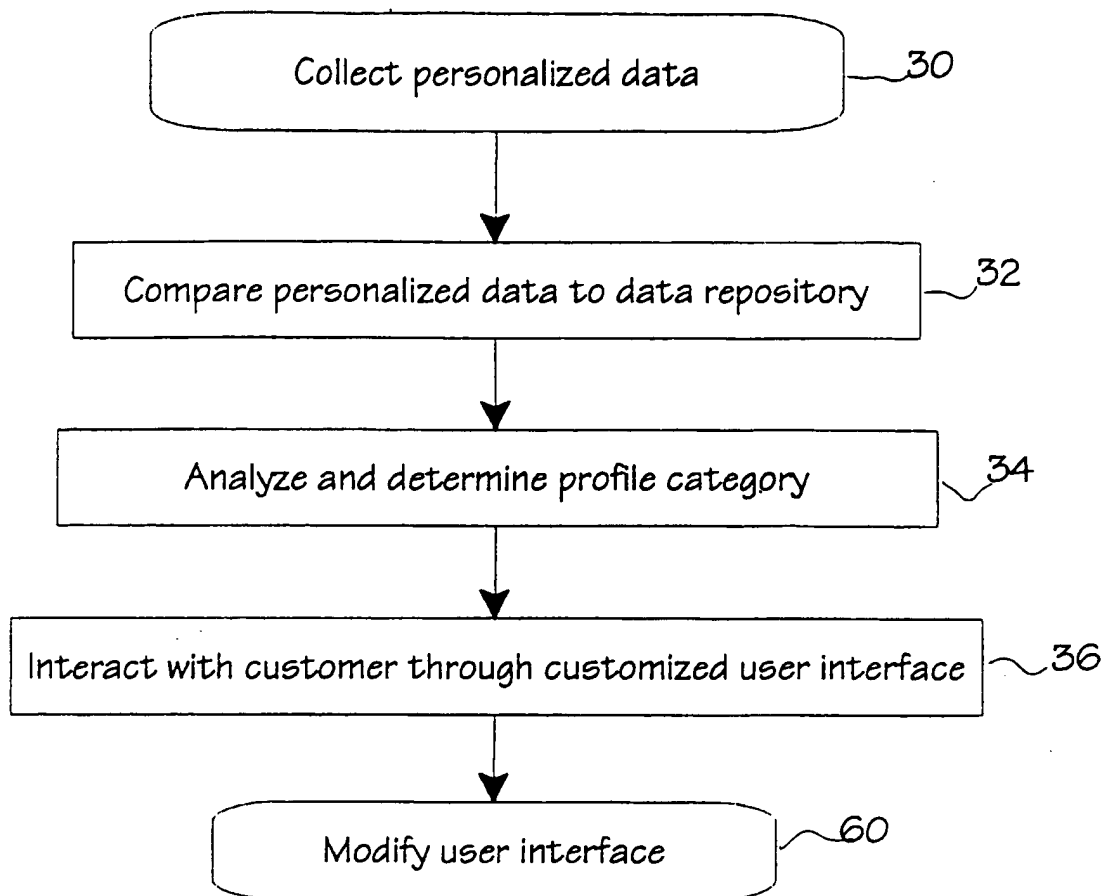 Collect personalized data
30
Compare personalized data to data repository
32
Analyze and determine profile category
34
Interact with customer through customized user interface
36
Modify user interface
60